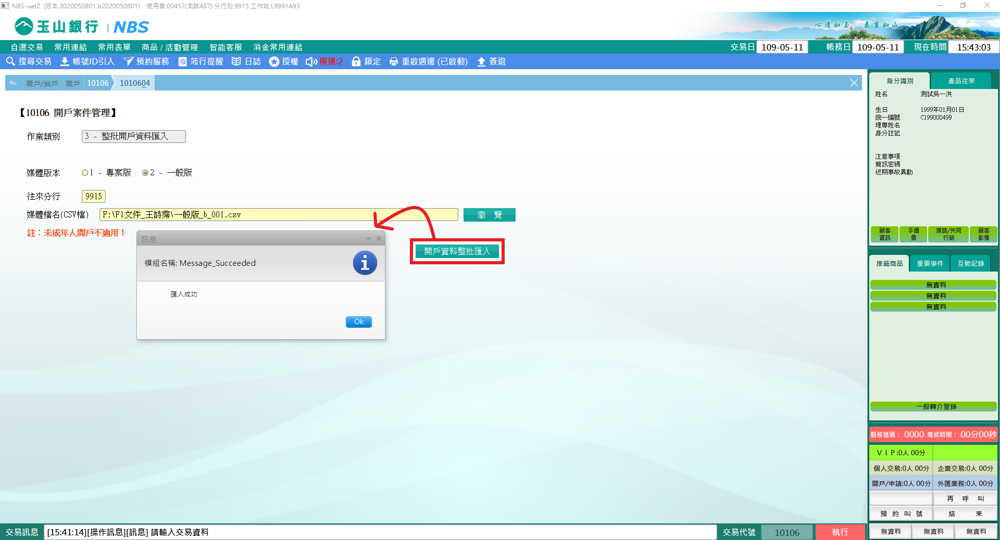 NBS-uat2 (版本:2020050801.b2020050801) 使用者:00457(測試487) 分行別:9915 工作站:L9991A93
玉山銀行 | NBS
心清如玉 義重如山
自選交易 常用連結 常用表單 商品 / 活動管理 智能客服 消金常用連結 交易日 109-05-11 帳務日 109-05-11 現在時間 15:43:03
搜尋交易 帳號ID引入 預約服務 蒞行提醒 日誌 授權 廣播:2 鎖定 重啟週邊 (已啟動) 簽退
開戶/銷戶 開戶 10106 1010604
【10106 開戶案件管理】
作業類別 3 - 整批開戶資料匯入
媒體版本 1 - 專案版 2 - 一般版
往來分行 9915
媒體檔名(CSV檔) F:\F1文件_王詩霈\一般版_b_001.csv 瀏 覽
註：未成年人開戶不適用！
開戶資料整批匯入
訊息
模組名稱: Message_Succeeded
匯入成功
Ok
身分識別 產品往來
姓名 測試吳一洪
生日 1999年01月01日
統一編號 C199000499
理專姓名
身分註記
注意事項
簡訊密碼
近期事故異動
顧客資訊 手續費 通路/共同行銷 顧客影像
推薦商品 重要事件 互動記錄
無資料
無資料
無資料
一般轉介登錄
服務號碼： 0000 等候時間： 00分00秒
ＶＩＰ:0人 00分
個人交易:0人 00分 企業交易:0人 00分
開戶/申請:0人 00分 外匯業務:0人 00分
再 呼 叫
預 約 叫 號 結 束
無資料 無資料 無資料
交易訊息 [15:41:14][操作訊息][訊息] 請輸入交易資料 交易代號 10106 執行